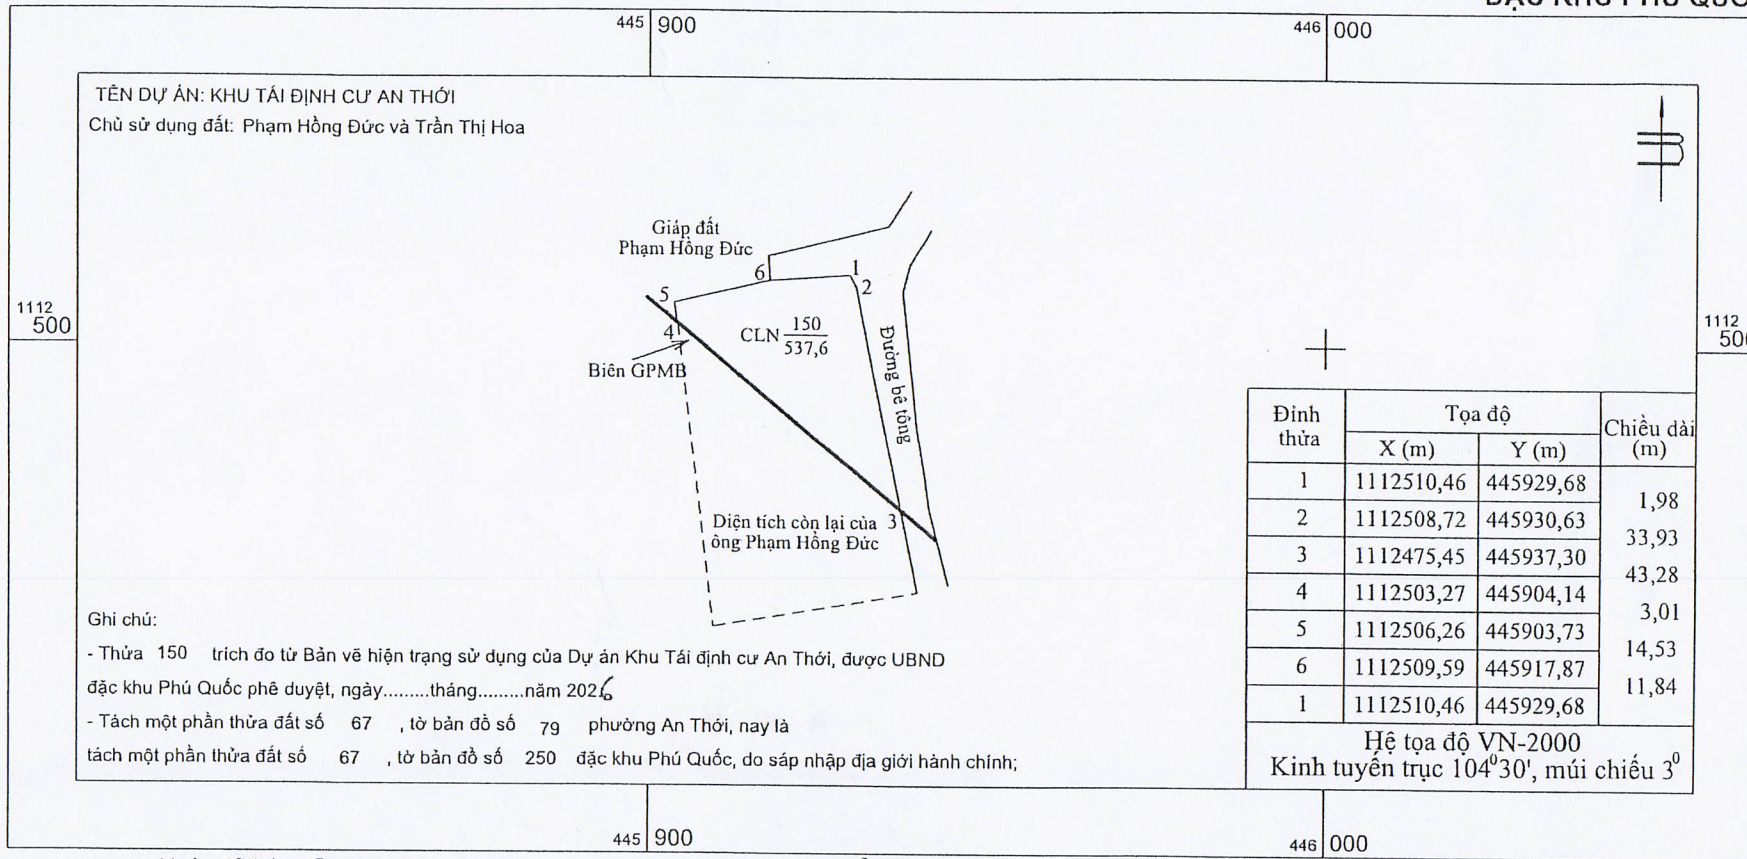 445 900
446 000
TÊN DỰ ÁN: KHU TÁI ĐỊNH CƯ AN THỚI
Chủ sử dụng đất: Phạm Hồng Đức và Trần Thị Hoa
Giáp đất
Phạm Hồng Đức
6
1
2
5
4
1112
500
CLN 150
537,6
Biên GPMB
Đường bê tông
1112
500
3
Diện tích còn lại của
ông Phạm Hồng Đức
Đỉnh thửa Tọa độ Chiều dài (m)
X (m) Y (m)
1 1112510,46 445929,68
1,98
2 1112508,72 445930,63
33,93
3 1112475,45 445937,30
43,28
4 1112503,27 445904,14
3,01
5 1112506,26 445903,73
14,53
6 1112509,59 445917,87
11,84
1 1112510,46 445929,68
Hệ tọa độ VN-2000
Kinh tuyến trục 104⁰30', múi chiếu 3⁰
Ghi chú:
- Thửa 150 trích đo từ Bản vẽ hiện trạng sử dụng của Dự án Khu Tái định cư An Thới, được UBND
đặc khu Phú Quốc phê duyệt, ngày.........tháng.........năm 2026
- Tách một phần thửa đất số 67 , tờ bản đồ số 79 phường An Thới, nay là
tách một phần thửa đất số 67 , tờ bản đồ số 250 đặc khu Phú Quốc, do sáp nhập địa giới hành chính;
445 900
446 000